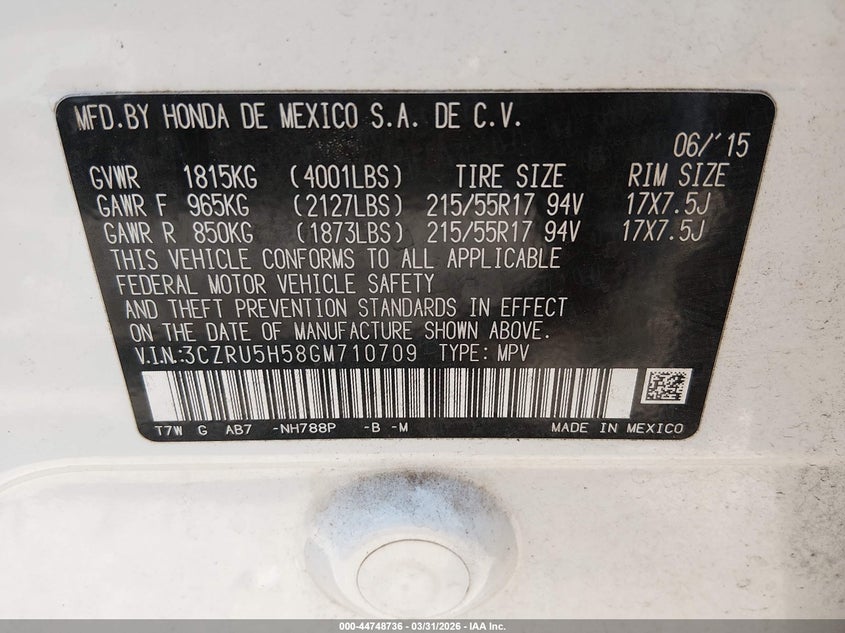 MFD.BY HONDA DE MEXICO S.A. DE C.V.
06/'15
GVWR 1815KG (4001LBS) TIRE SIZE RIM SIZE
GAWR F 965KG (2127LBS) 215/55R17 94V 17X7.5J
GAWR R 850KG (1873LBS) 215/55R17 94V 17X7.5J
THIS VEHICLE CONFORMS TO ALL APPLICABLE
FEDERAL MOTOR VEHICLE SAFETY
AND THEFT PREVENTION STANDARDS IN EFFECT
ON THE DATE OF MANUFACTURE SHOWN ABOVE.
V.I.N.:3CZRU5H58GM710709 TYPE: MPV
T7W G AB7 -NH788P -B -M MADE IN MEXICO
000-44748736 - 03/31/2026 - IAA Inc.